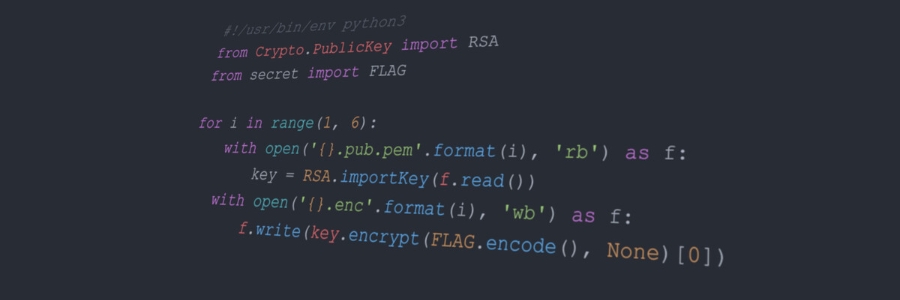 #!/usr/bin/env python3
from Crypto.PublicKey import RSA
from secret import FLAG
for i in range(1, 6):
with open('{}.pub.pem'.format(i), 'rb') as f:
key = RSA.importKey(f.read())
with open('{}.enc'.format(i), 'wb') as f:
f.write(key.encrypt(FLAG.encode(), None)[0])